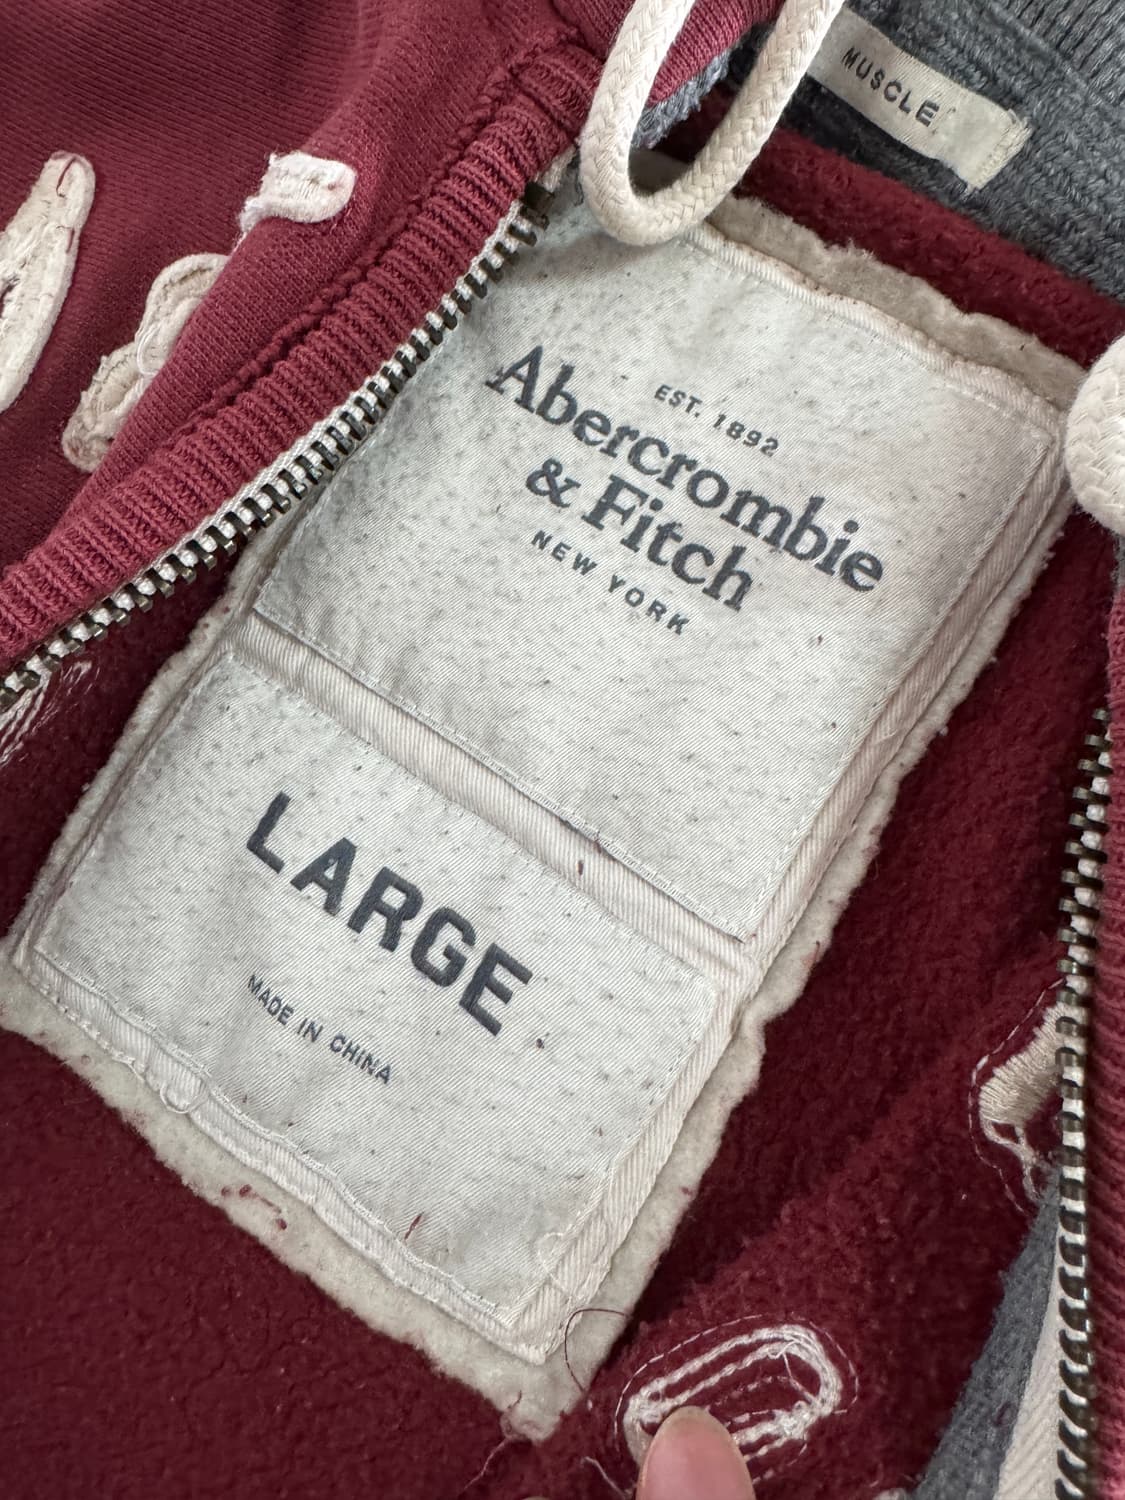 MUSCLE
EST. 1892
Abercrombie
& Fitch
NEW YORK
LARGE
MADE IN CHINA